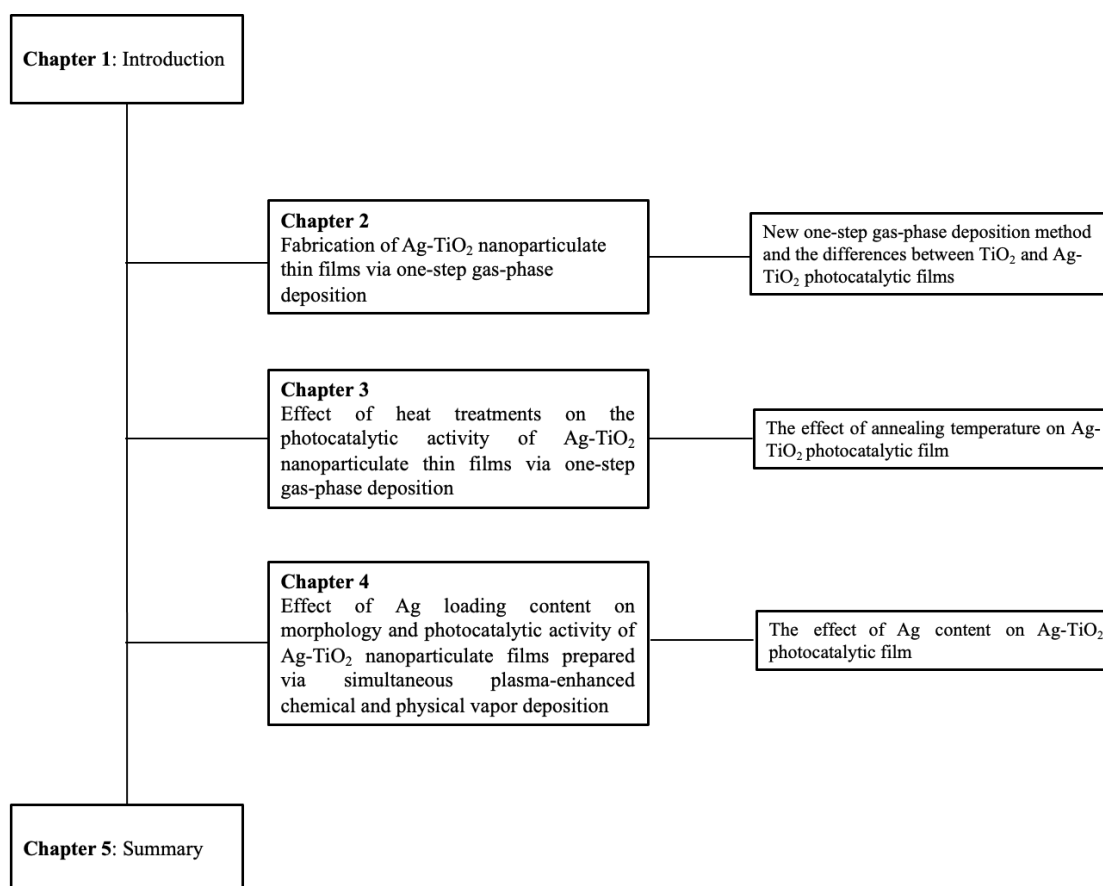 Chapter 1: Introduction
Chapter 2
Fabrication of Ag-TiO₂ nanoparticulate
thin films via one-step gas-phase
deposition
New one-step gas-phase deposition method
and the differences between TiO₂ and Ag-
TiO₂ photocatalytic films
Chapter 3
Effect of heat treatments on the
photocatalytic activity of Ag-TiO₂
nanoparticulate thin films via one-step
gas-phase deposition
The effect of annealing temperature on Ag-
TiO₂ photocatalytic film
Chapter 4
Effect of Ag loading content on
morphology and photocatalytic activity of
Ag-TiO₂ nanoparticulate films prepared
via simultaneous plasma-enhanced
chemical and physical vapor deposition
The effect of Ag content on Ag-TiO₂
photocatalytic film
Chapter 5: Summary